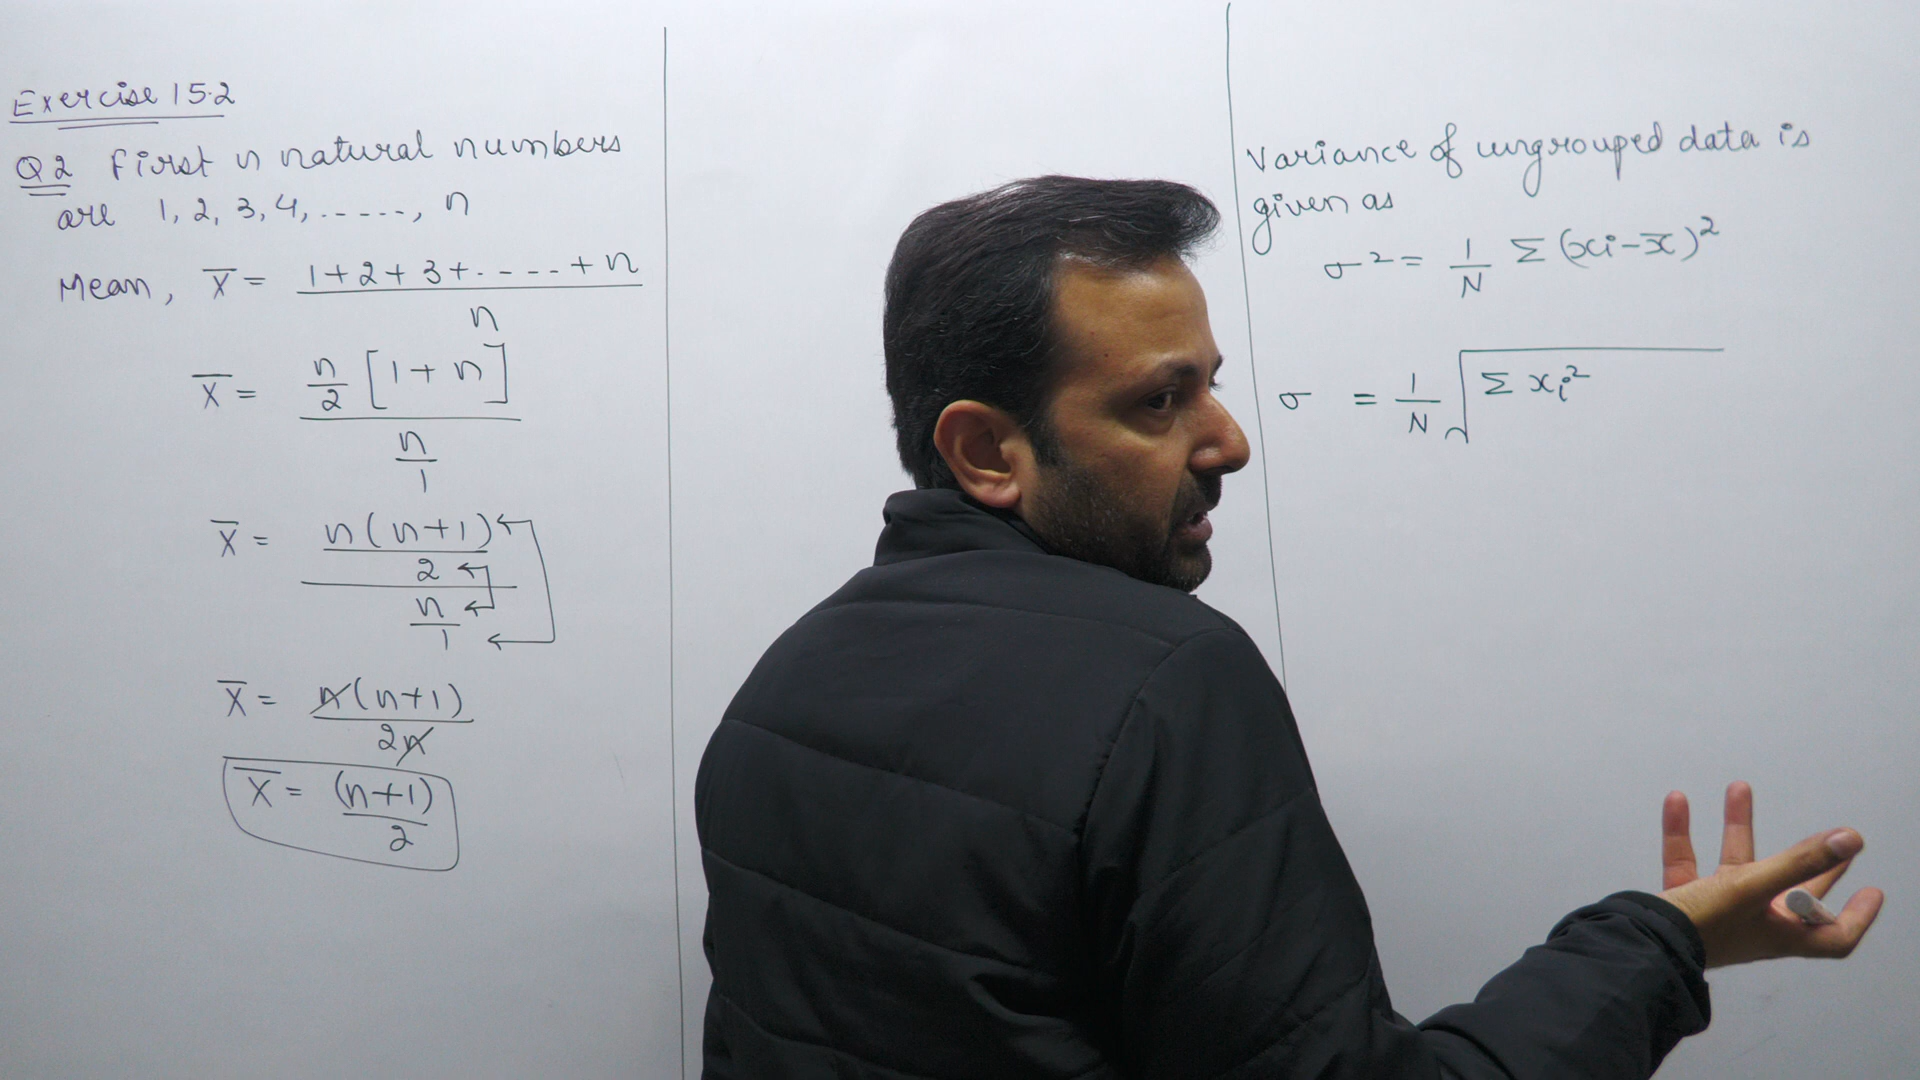 Exercise 15.2
Q2 First n natural numbers
are 1, 2, 3, 4, ......, n
Mean, X̅ = 1+2+3+.....+n / n
X̅ = n/2 [1+n] / n/1
X̅ = n(n+1)/2 / n/1
X̅ = n(n+1) / 2n
X̅ = (n+1) / 2
Variance of ungrouped data is
given as
σ² = 1/N Σ (xi-x̅)²
σ = 1/N √Σ xi²